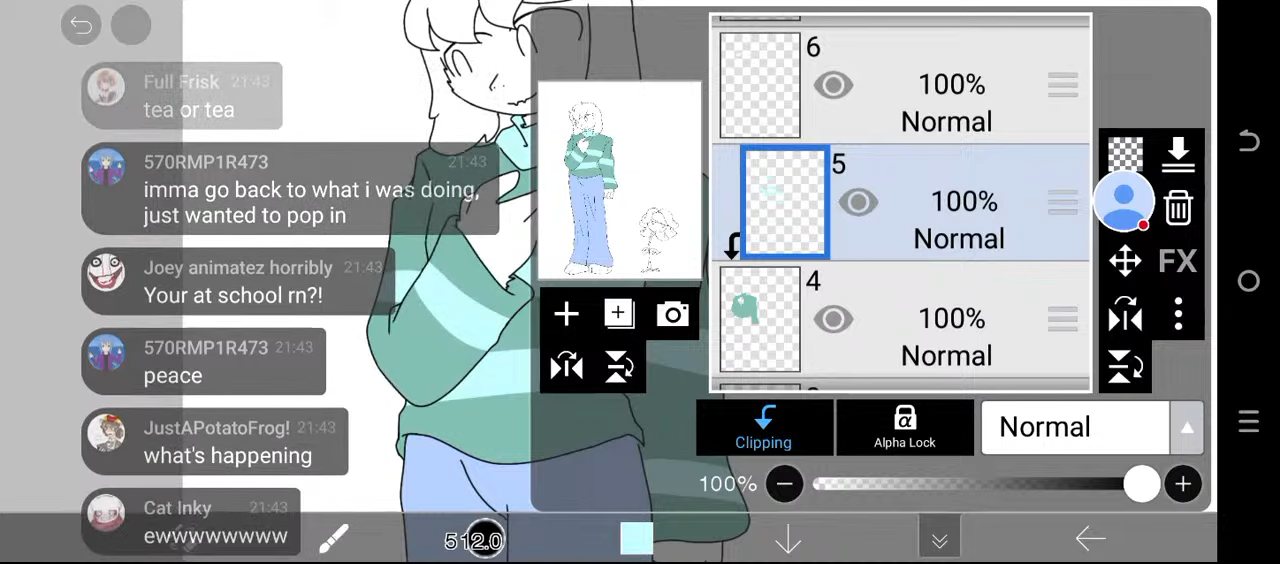 Full Frisk 21:43
tea or tea
570RMP1R473 21:43
imma go back to what i was doing,
just wanted to pop in
Joey animatez horribly 21:43
Your at school rn?!
570RMP1R473 21:43
peace
JustAPotatoFrog! 21:43
what's happening
Cat Inky 21:43
ewwwwwwww
6
100%
Normal
5
100%
Normal
4
100%
Normal
FX
Clipping
α
Alpha Lock
Normal
100%
512.0